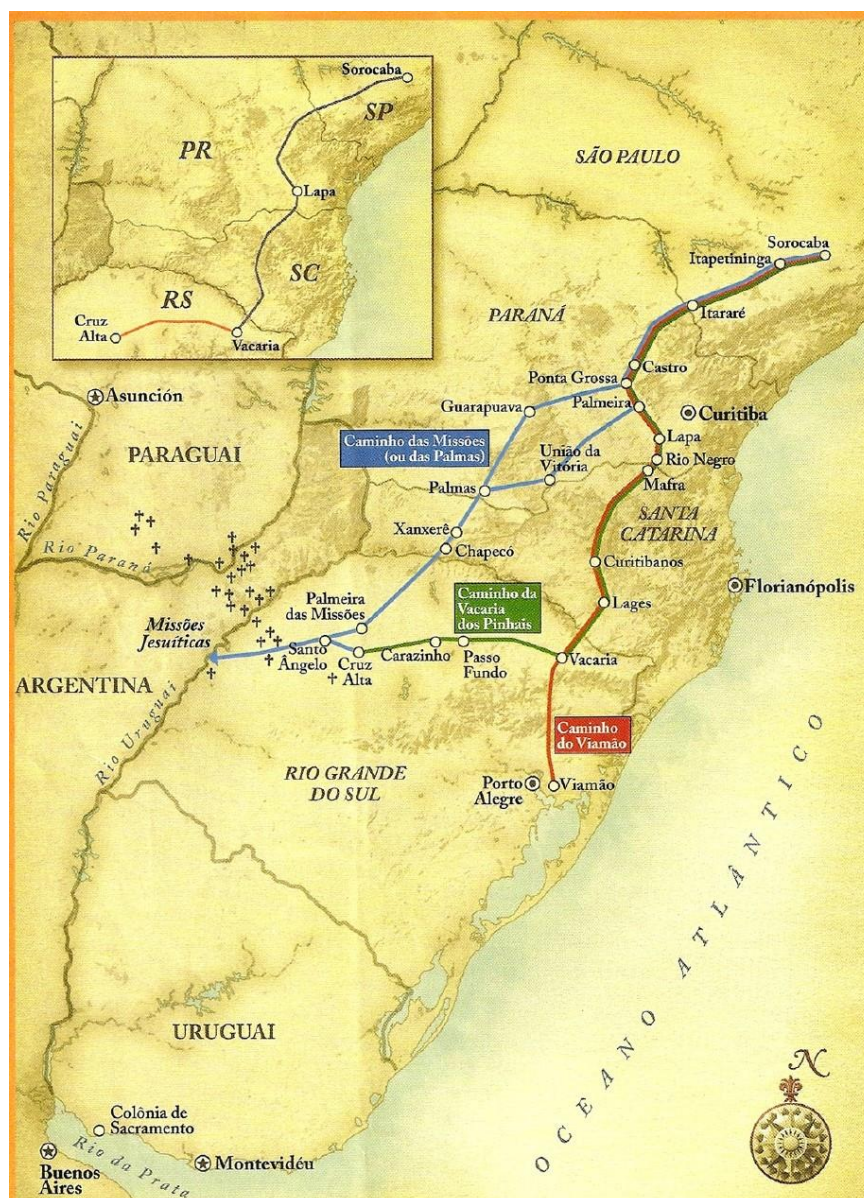 Sorocaba
SP
PR
Lapa
SC
RS
Cruz
Alta
Vacaria
SÃO PAULO
Sorocaba
Itapetininga
Itararé
PARANÁ
Castro
Ponta Grossa
Palmeira
Guarapuava
Curitiba
Asunción
Lapa
Caminho das Missões
(ou das Palmas)
União da
Vitória
Rio Negro
Mafra
PARAGUAI
Rio Paraguai
Palmas
SANTA
CATARINA
Xanxerê
Chapecó
Rio Paraná
Curitibanos
Florianópolis
Caminho da
Vacaria
dos Pinhais
Lages
Palmeira
das Missões
Missões
Jesuíticas
Santo
Ângelo
Cruz
Alta
Carazinho
Passo
Fundo
Vacaria
ARGENTINA
Rio Uruguai
Caminho
do Viamão
RIO GRANDE
DO SUL
Porto
Alegre
Viamão
OCEANO ATLÂNTICO
URUGUAI
N
Colônia de
Sacramento
Rio da Prata
Montevidéu
Buenos
Aires